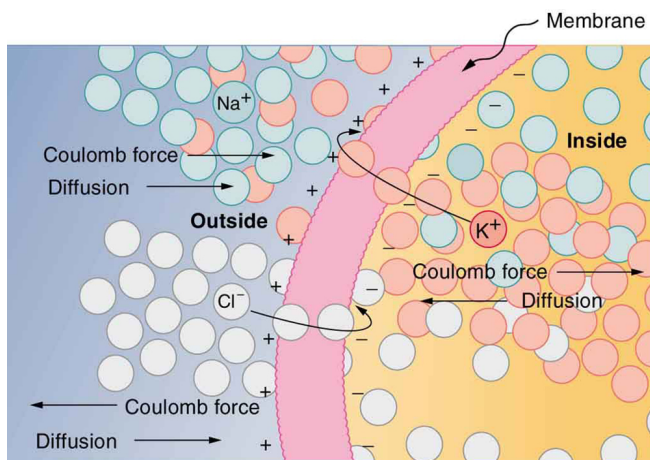 Membrane
Na⁺
Inside
Coulomb force
Diffusion
Outside
K⁺
Coulomb force
Diffusion
Cl⁻
Coulomb force
Diffusion
+ + + + + + + + +
− − − − − − − − − −